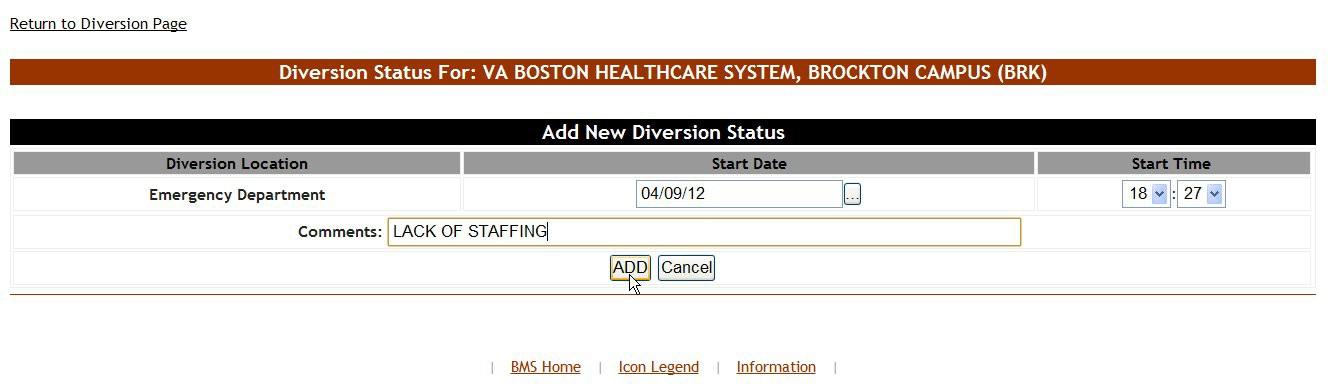 Return to Diversion Page
Diversion Status For: VA BOSTON HEALTHCARE SYSTEM, BROCKTON CAMPUS (BRK)
Add New Diversion Status
Diversion Location Start Date Start Time
Emergency Department 04/09/12 ... 18 : 27
Comments: LACK OF STAFFING
ADD Cancel
| BMS Home | Icon Legend | Information |